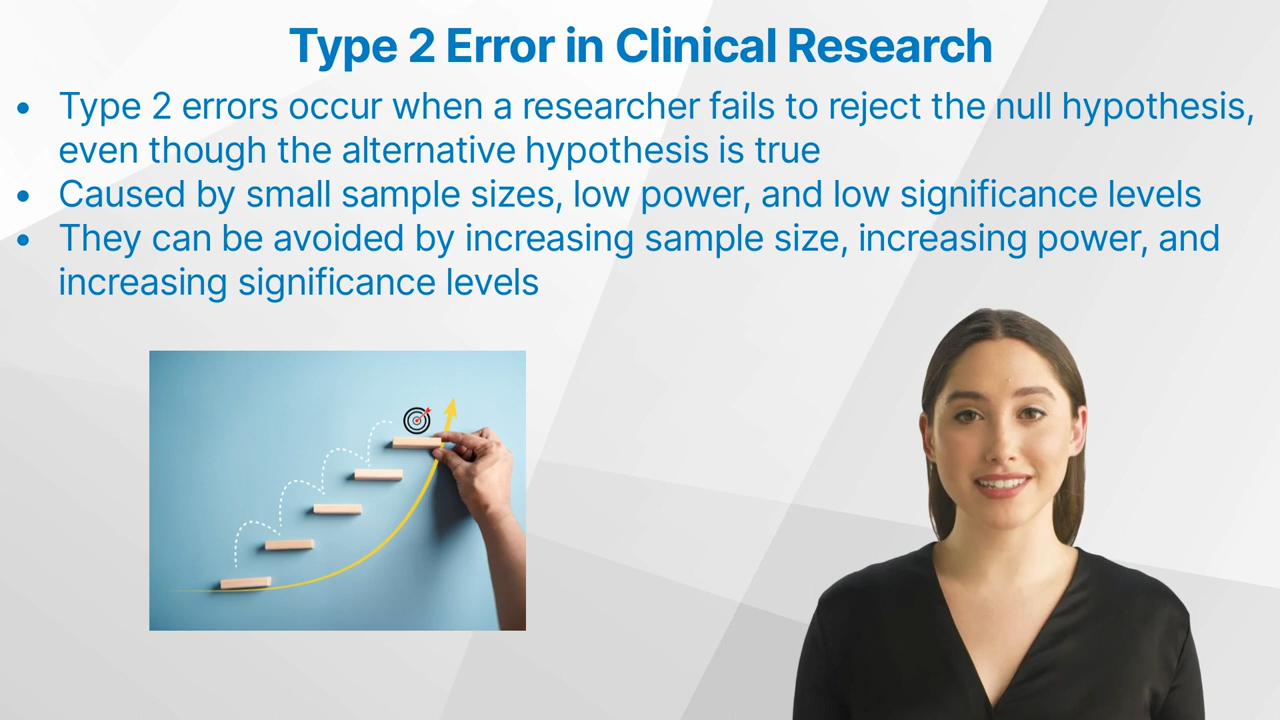 Type 2 Error in Clinical Research
• Type 2 errors occur when a researcher fails to reject the null hypothesis,
even though the alternative hypothesis is true
• Caused by small sample sizes, low power, and low significance levels
• They can be avoided by increasing sample size, increasing power, and
increasing significance levels